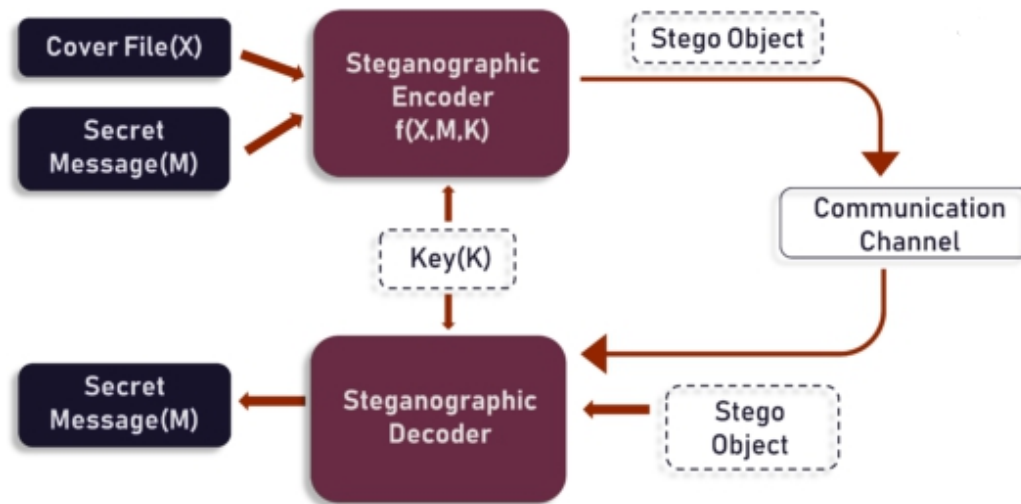 Cover File(X)
Secret
Message(M)
Steganographic
Encoder
f(X,M,K)
Stego Object
Communication
Channel
Key(K)
Secret
Message(M)
Steganographic
Decoder
Stego
Object